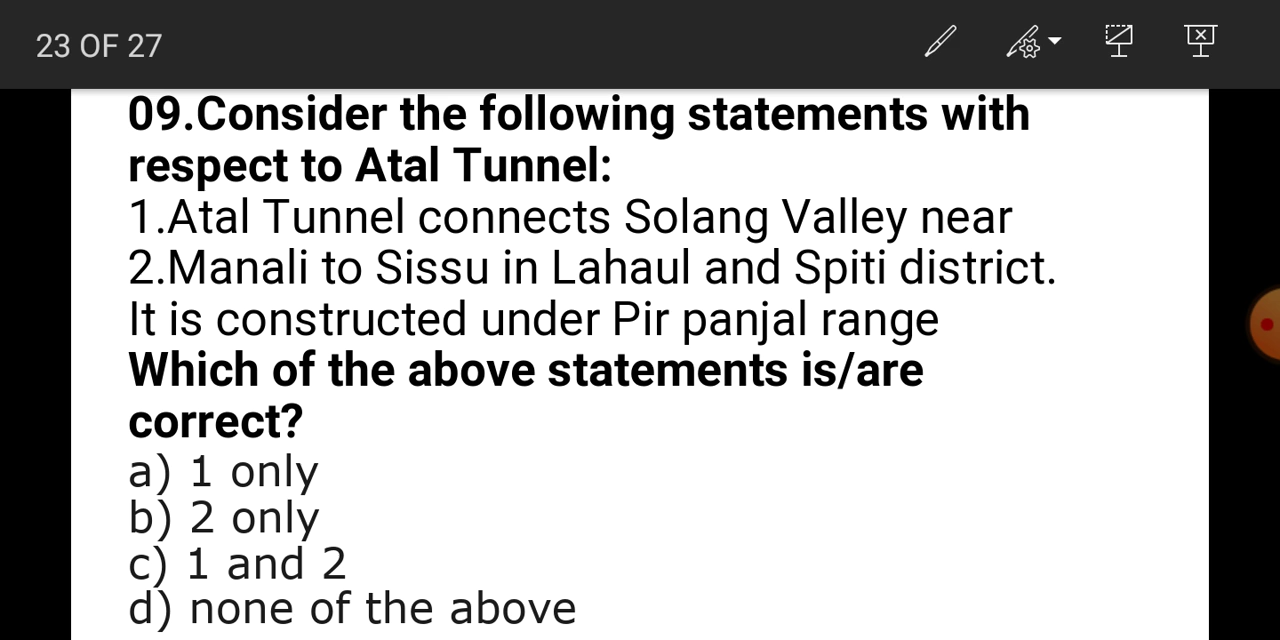 23 OF 27
09.Consider the following statements with
respect to Atal Tunnel:
1.Atal Tunnel connects Solang Valley near
2.Manali to Sissu in Lahaul and Spiti district.
It is constructed under Pir panjal range
Which of the above statements is/are
correct?
a) 1 only
b) 2 only
c) 1 and 2
d) none of the above